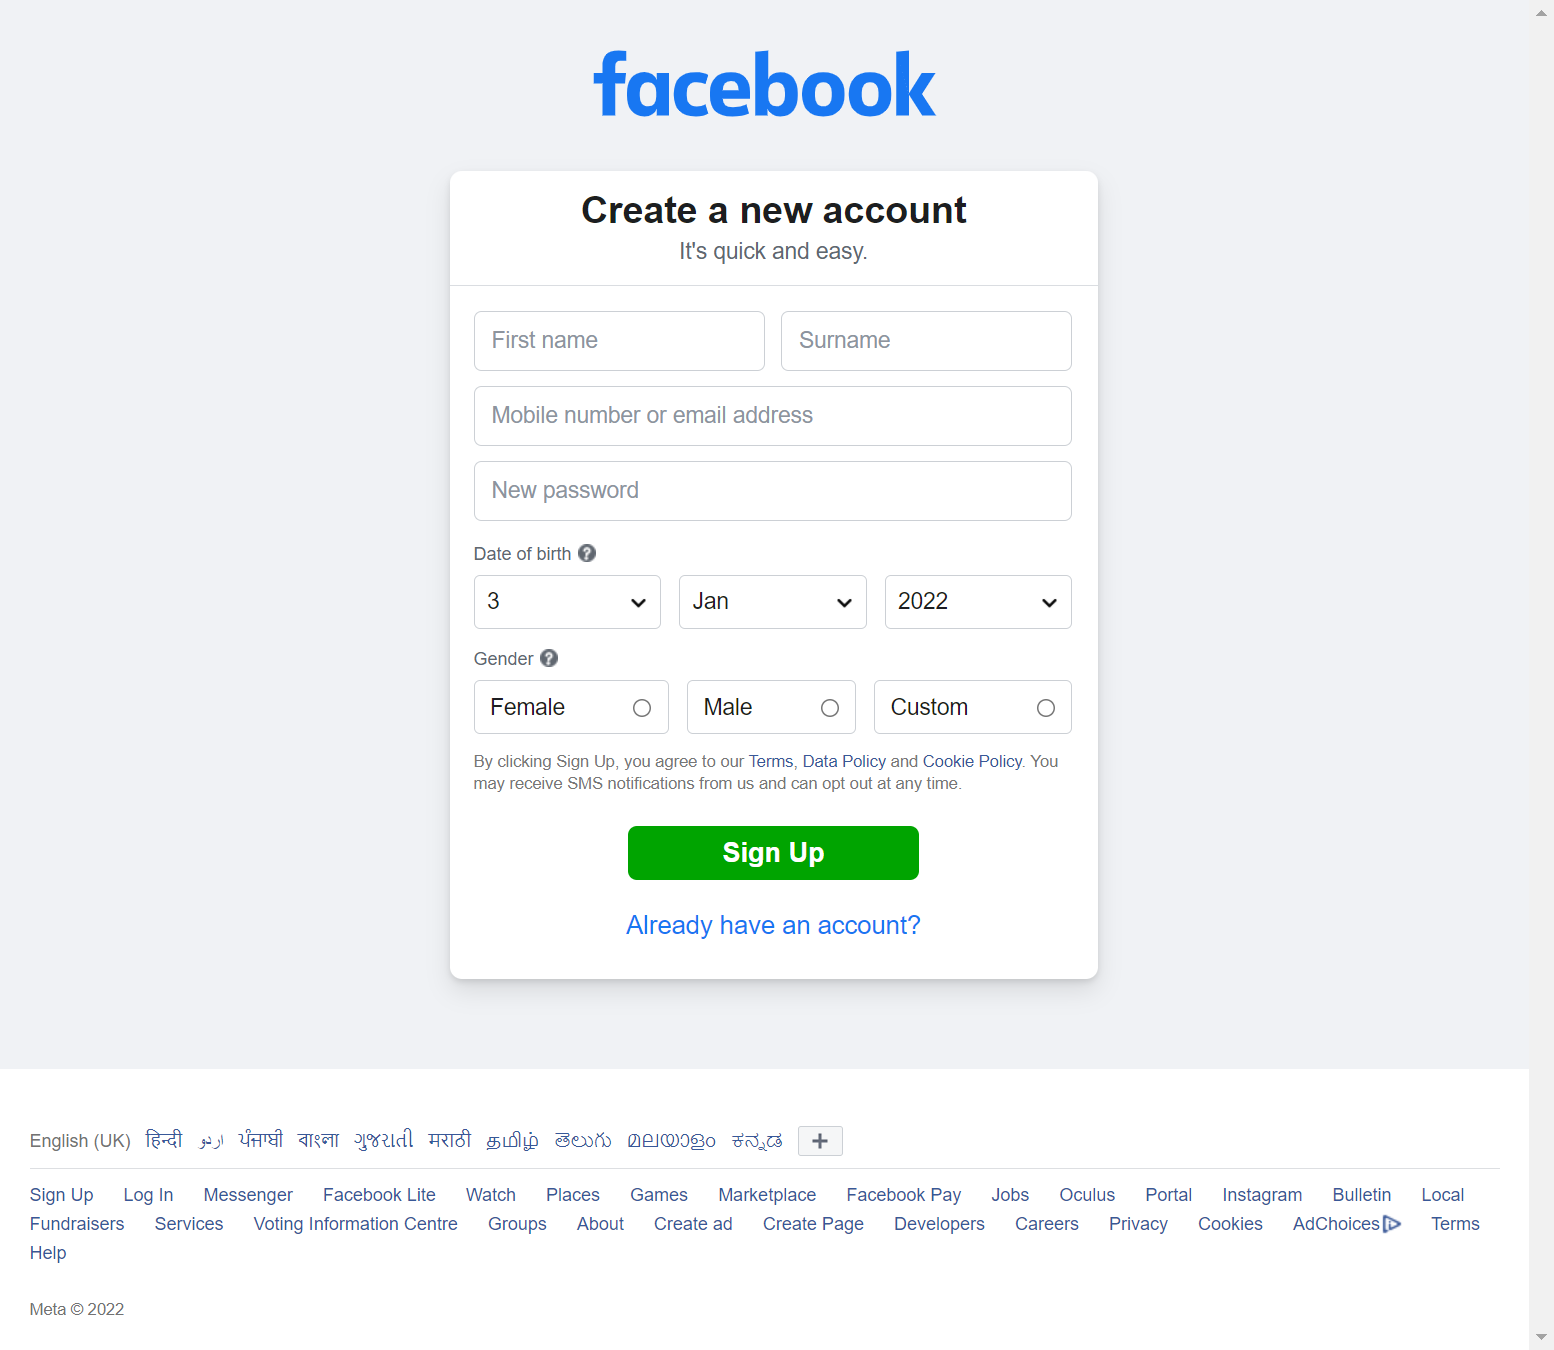 facebook
Create a new account
It's quick and easy.
First name Surname
Mobile number or email address
New password
Date of birth ?
3 Jan 2022
Gender ?
Female Male Custom
By clicking Sign Up, you agree to our Terms, Data Policy and Cookie Policy. You
may receive SMS notifications from us and can opt out at any time.
Sign Up
Already have an account?
English (UK) हिन्दी اردو ਪੰਜਾਬੀ বাংলা ગુજરાતી मराठी தமிழ் తెలుగు മലയാളം ಕನ್ನಡ +
Sign Up Log In Messenger Facebook Lite Watch Places Games Marketplace Facebook Pay Jobs Oculus Portal Instagram Bulletin Local
Fundraisers Services Voting Information Centre Groups About Create ad Create Page Developers Careers Privacy Cookies AdChoices Terms
Help
Meta © 2022